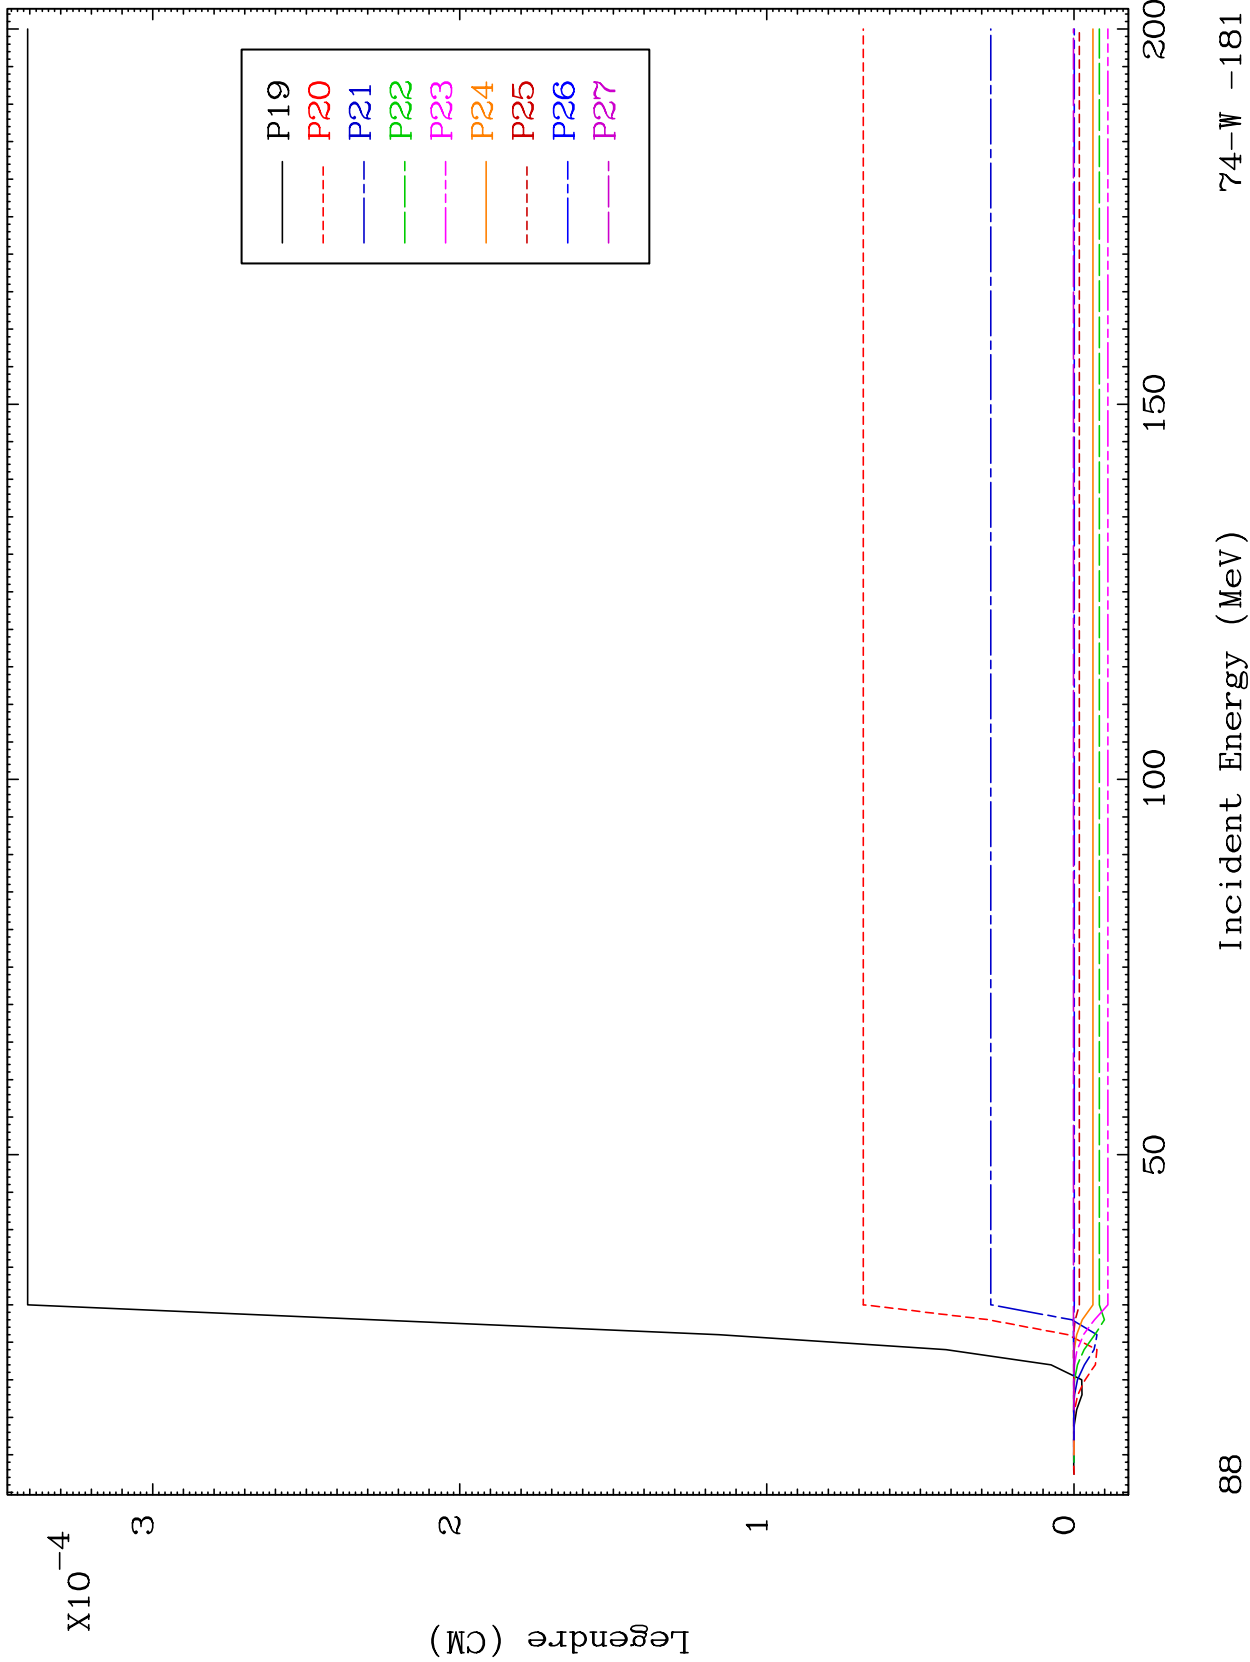 X10-4
3
2
1
0
Legendre (CM)
P19
P20
P21
P22
P23
P24
P25
P26
P27
50
100
150
200
88
Incident Energy (MeV)
74-W -181